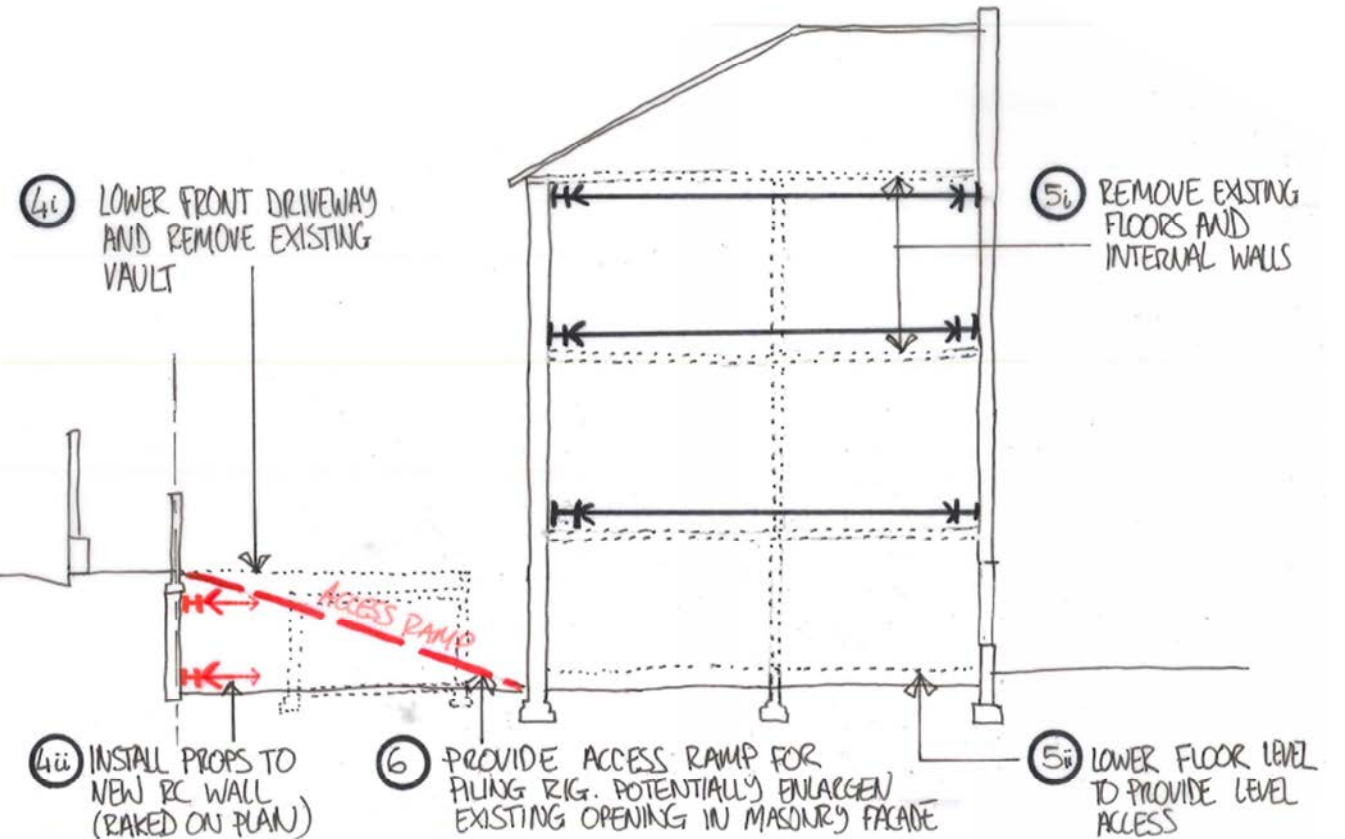 4i
LOWER FRONT DRIVEWAY
AND REMOVE EXISTING
VAULT
5i
REMOVE EXISTING
FLOORS AND
INTERNAL WALLS
ACCESS RAMP
4ii
INSTALL PROPS TO
NEW RC WALL
(RAKED ON PLAN)
6
PROVIDE ACCESS RAMP FOR
PILING RIG. POTENTIALLY ENLARGEN
EXISTING OPENING IN MASONRY FACADE
5ii
LOWER FLOOR LEVEL
TO PROVIDE LEVEL
ACCESS